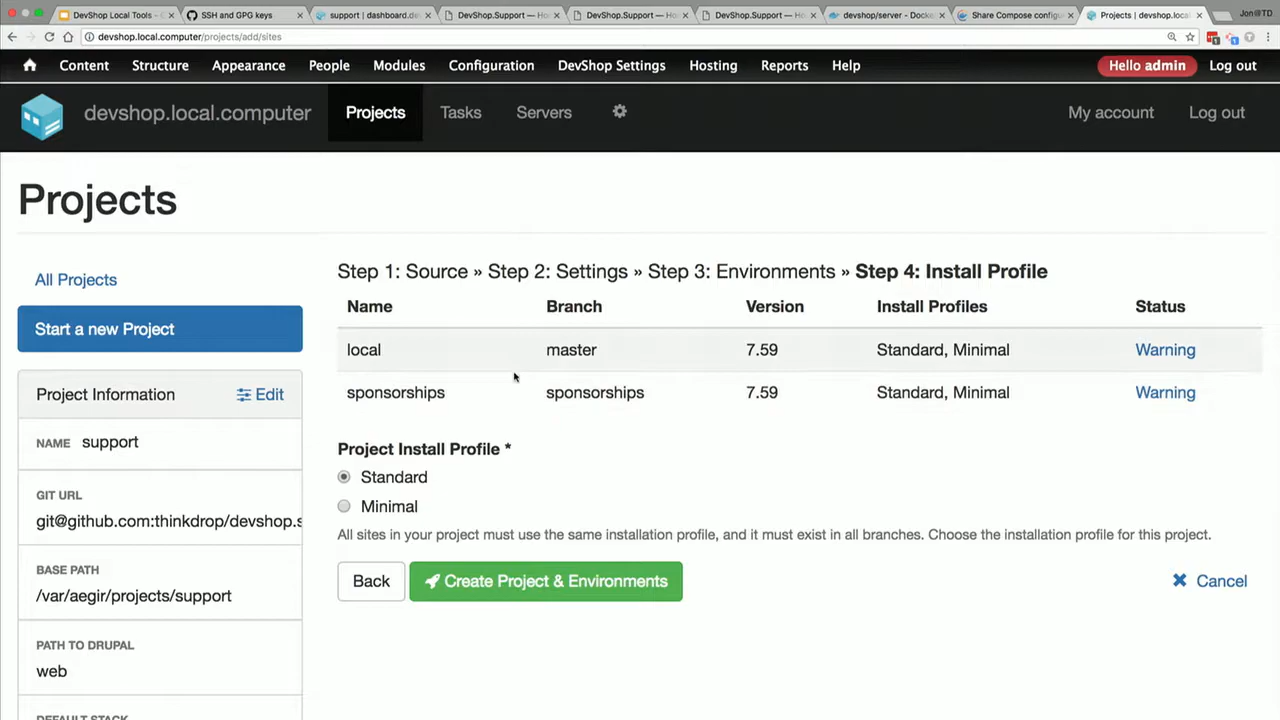 DevShop Local Tools - G
SSH and GPG keys
support | dashboard.de
DevShop.Support — Ho
DevShop.Support — Ho
DevShop.Support — Ho
devshop/server - Docke
Share Compose configu
Projects | devshop.local
Jon@TD
devshop.local.computer/projects/add/sites
Content Structure Appearance People Modules Configuration DevShop Settings Hosting Reports Help Hello admin Log out
devshop.local.computer Projects Tasks Servers My account Log out
Projects
All Projects
Start a new Project
Project Information Edit
NAME support
GIT URL
git@github.com:thinkdrop/devshop.s
BASE PATH
/var/aegir/projects/support
PATH TO DRUPAL
web
DEFAULT STACK
Step 1: Source » Step 2: Settings » Step 3: Environments » Step 4: Install Profile
Name Branch Version Install Profiles Status
local master 7.59 Standard, Minimal Warning
sponsorships sponsorships 7.59 Standard, Minimal Warning
Project Install Profile *
Standard
Minimal
All sites in your project must use the same installation profile, and it must exist in all branches. Choose the installation profile for this project.
Back Create Project & Environments Cancel